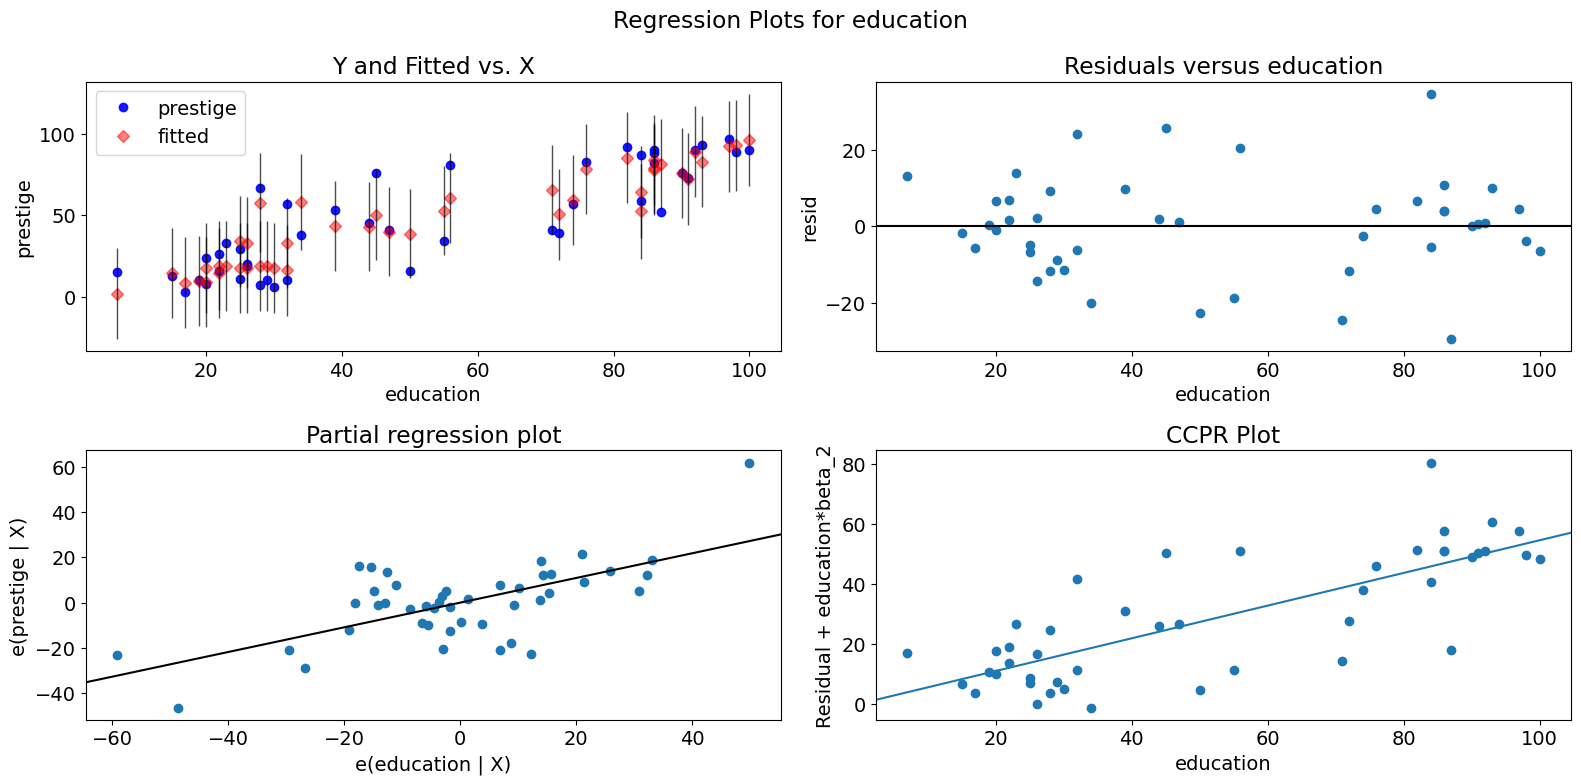 Regression Plots for education
Y and Fitted vs. X
prestige
fitted
100
50
0
prestige
20
40
60
80
100
education
Residuals versus education
20
0
−20
resid
20
40
60
80
100
education
Partial regression plot
60
40
20
0
−20
−40
e(prestige | X)
−60
−40
−20
0
20
40
e(education | X)
CCPR Plot
80
60
40
20
0
Residual + education*beta_2
20
40
60
80
100
education